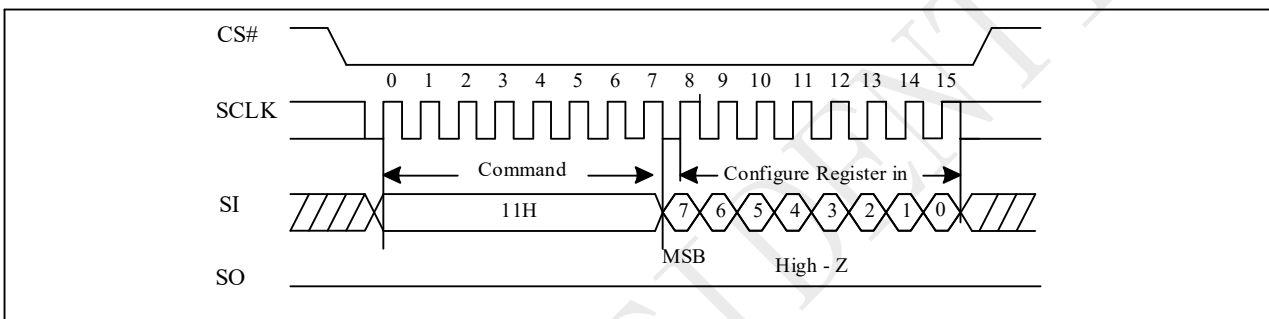 CS#
0 1 2 3 4 5 6 7 8 9 10 11 12 13 14 15
SCLK
Command Configure Register in
SI 11H 7 6 5 4 3 2 1 0
MSB High - Z
SO